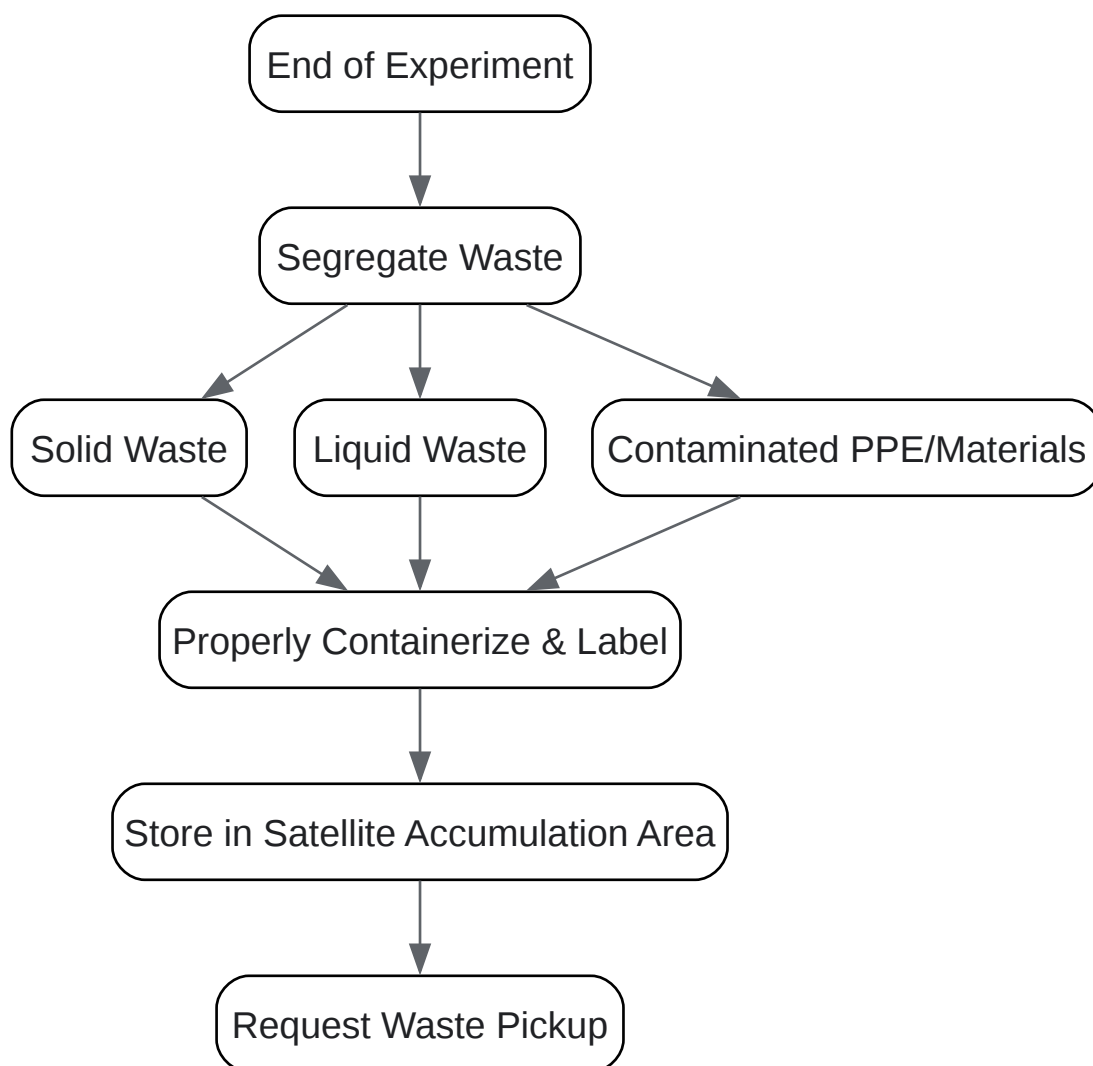 End of Experiment
Segregate Waste
Solid Waste
Liquid Waste
Contaminated PPE/Materials
Properly Containerize & Label
Store in Satellite Accumulation Area
Request Waste Pickup